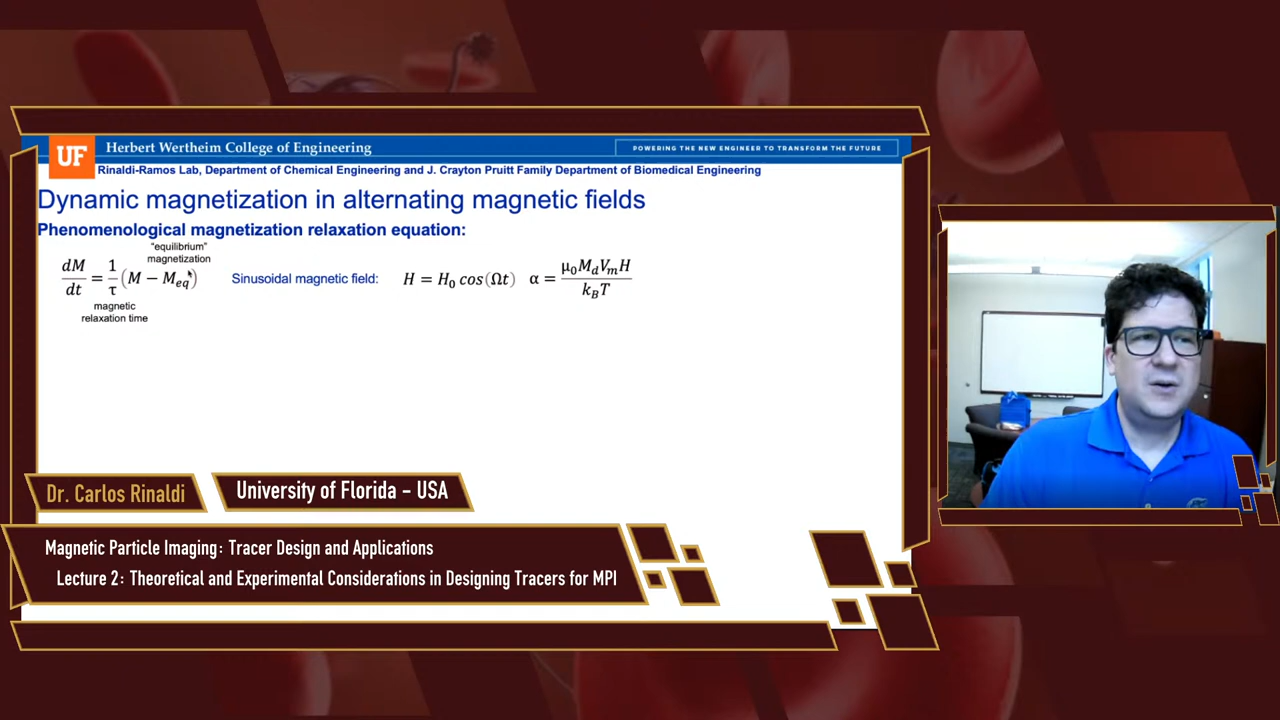 UF
Herbert Wertheim College of Engineering
POWERING THE NEW ENGINEER TO TRANSFORM THE FUTURE
Rinaldi-Ramos Lab, Department of Chemical Engineering and J. Crayton Pruitt Family Department of Biomedical Engineering
Dynamic magnetization in alternating magnetic fields
Phenomenological magnetization relaxation equation:
"equilibrium"
magnetization
dM/dt = 1/τ (M − M_eq) Sinusoidal magnetic field: H = H₀ cos(Ωt) α = μ₀M_dV_mH/k_BT
magnetic
relaxation time
Dr. Carlos Rinaldi
University of Florida - USA
Magnetic Particle Imaging: Tracer Design and Applications
Lecture 2: Theoretical and Experimental Considerations in Designing Tracers for MPI